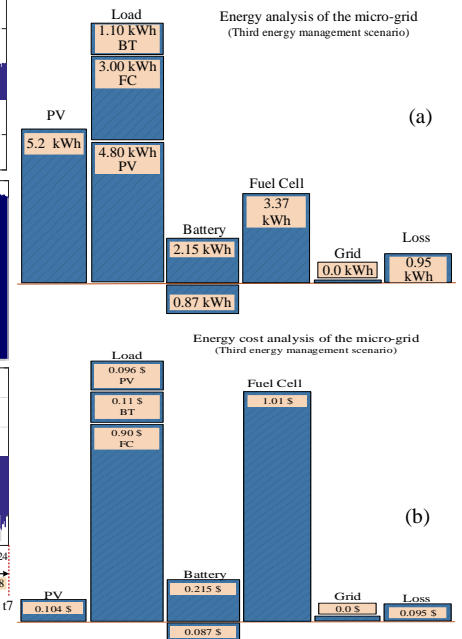 Energy analysis of the micro-grid
(Third energy management scenario)
(a)
Load
1.10 kWh
BT
3.00 kWh
FC
4.80 kWh
PV
PV
5.2 kWh
Battery
2.15 kWh
0.87 kWh
Fuel Cell
3.37
kWh
Grid
0.0 kWh
Loss
0.95
kWh
Energy cost analysis of the micro-grid
(Third energy management scenario)
(b)
Load
0.096 $
PV
0.11 $
BT
0.90 $
FC
Fuel Cell
1.01 $
PV
0.104 $
Battery
0.215 $
0.087 $
Grid
0.0 $
Loss
0.095 $
24
8
t7